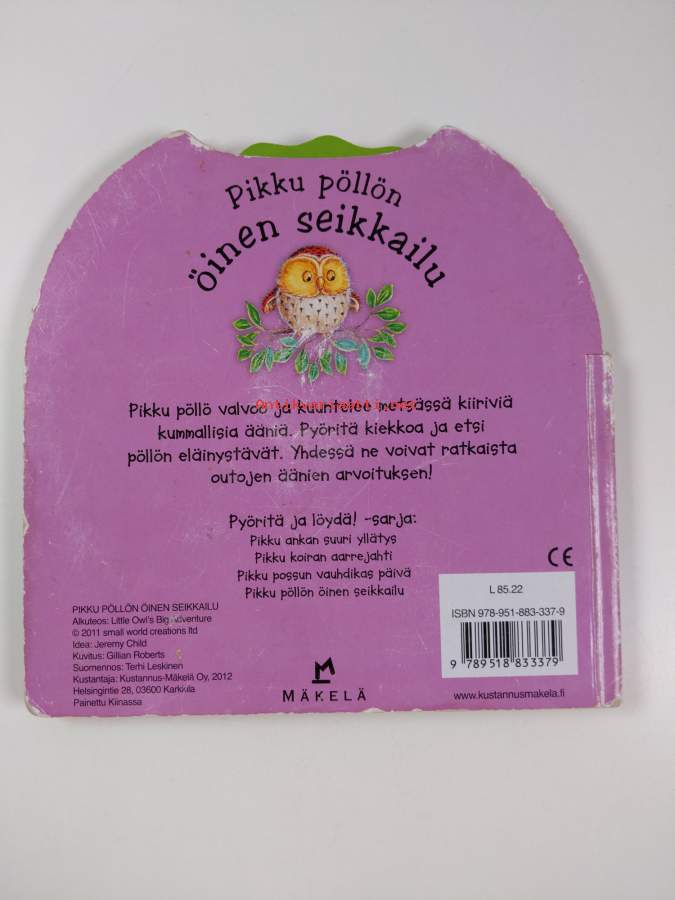 Pikku pöllön
öinen seikkailu
Pikku pöllö valvoo ja kuuntelee metsässä kiiriviä
kummallisia ääniä. Pyöritä kiekkoa ja etsi
pöllön eläinystävät. Yhdessä ne voivat ratkaista
outojen äänien arvoituksen!
Pyöritä ja löydä! -sarja:
Pikku ankan suuri yllätys
Pikku koiran aarrejahti
Pikku possun vauhdikas päivä
Pikku pöllön öinen seikkailu
PIKKU PÖLLÖN ÖINEN SEIKKAILU
Alkuteos: Little Owl's Big Adventure
© 2011 small world creations ltd
Idea: Jeremy Child
Kuvitus: Gillian Roberts
Suomennos: Terhi Leskinen
Kustantaja: Kustannus-Mäkelä Oy, 2012
Helsingintie 28, 03600 Karkkila
Painettu Kiinassa
MÄKELÄ
CE
L 85.22
ISBN 978-951-883-337-9
9 789518 833379
www.kustannusmakela.fi